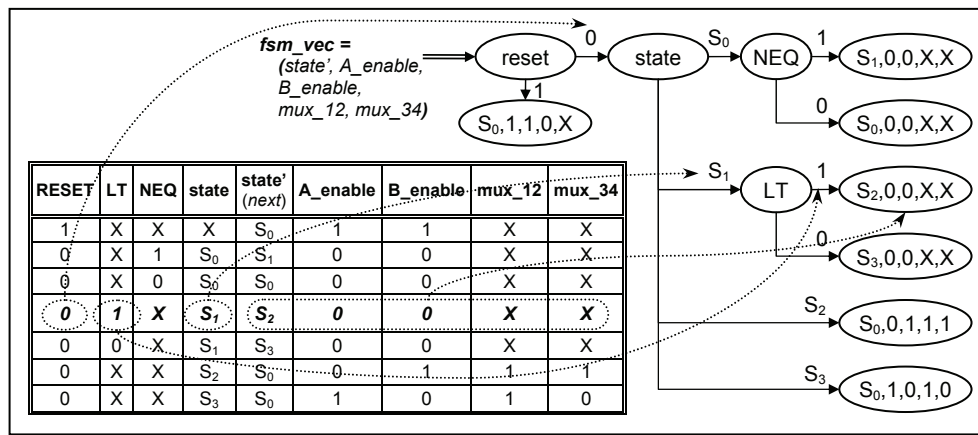 fsm_vec =
(state’, A_enable,
B_enable,
mux_12, mux_34)
reset 0 state S0 NEQ 1 S1,0,0,X,X
1
S0,1,1,0,X
0 S0,0,0,X,X
S1 LT 1 S2,0,0,X,X
0 S3,0,0,X,X
S2 S0,0,1,1,1
S3 S0,1,0,1,0
RESET LT NEQ state state’ (next) A_enable B_enable mux_12 mux_34
1 X X X S0 1 1 X X
0 X 1 S0 S1 0 0 X X
0 X 0 S0 S0 0 0 X X
0 1 X S1 S2 0 0 X X
0 0 X S1 S3 0 0 X X
0 X X S2 S0 0 1 1 1
0 X X S3 S0 1 0 1 0